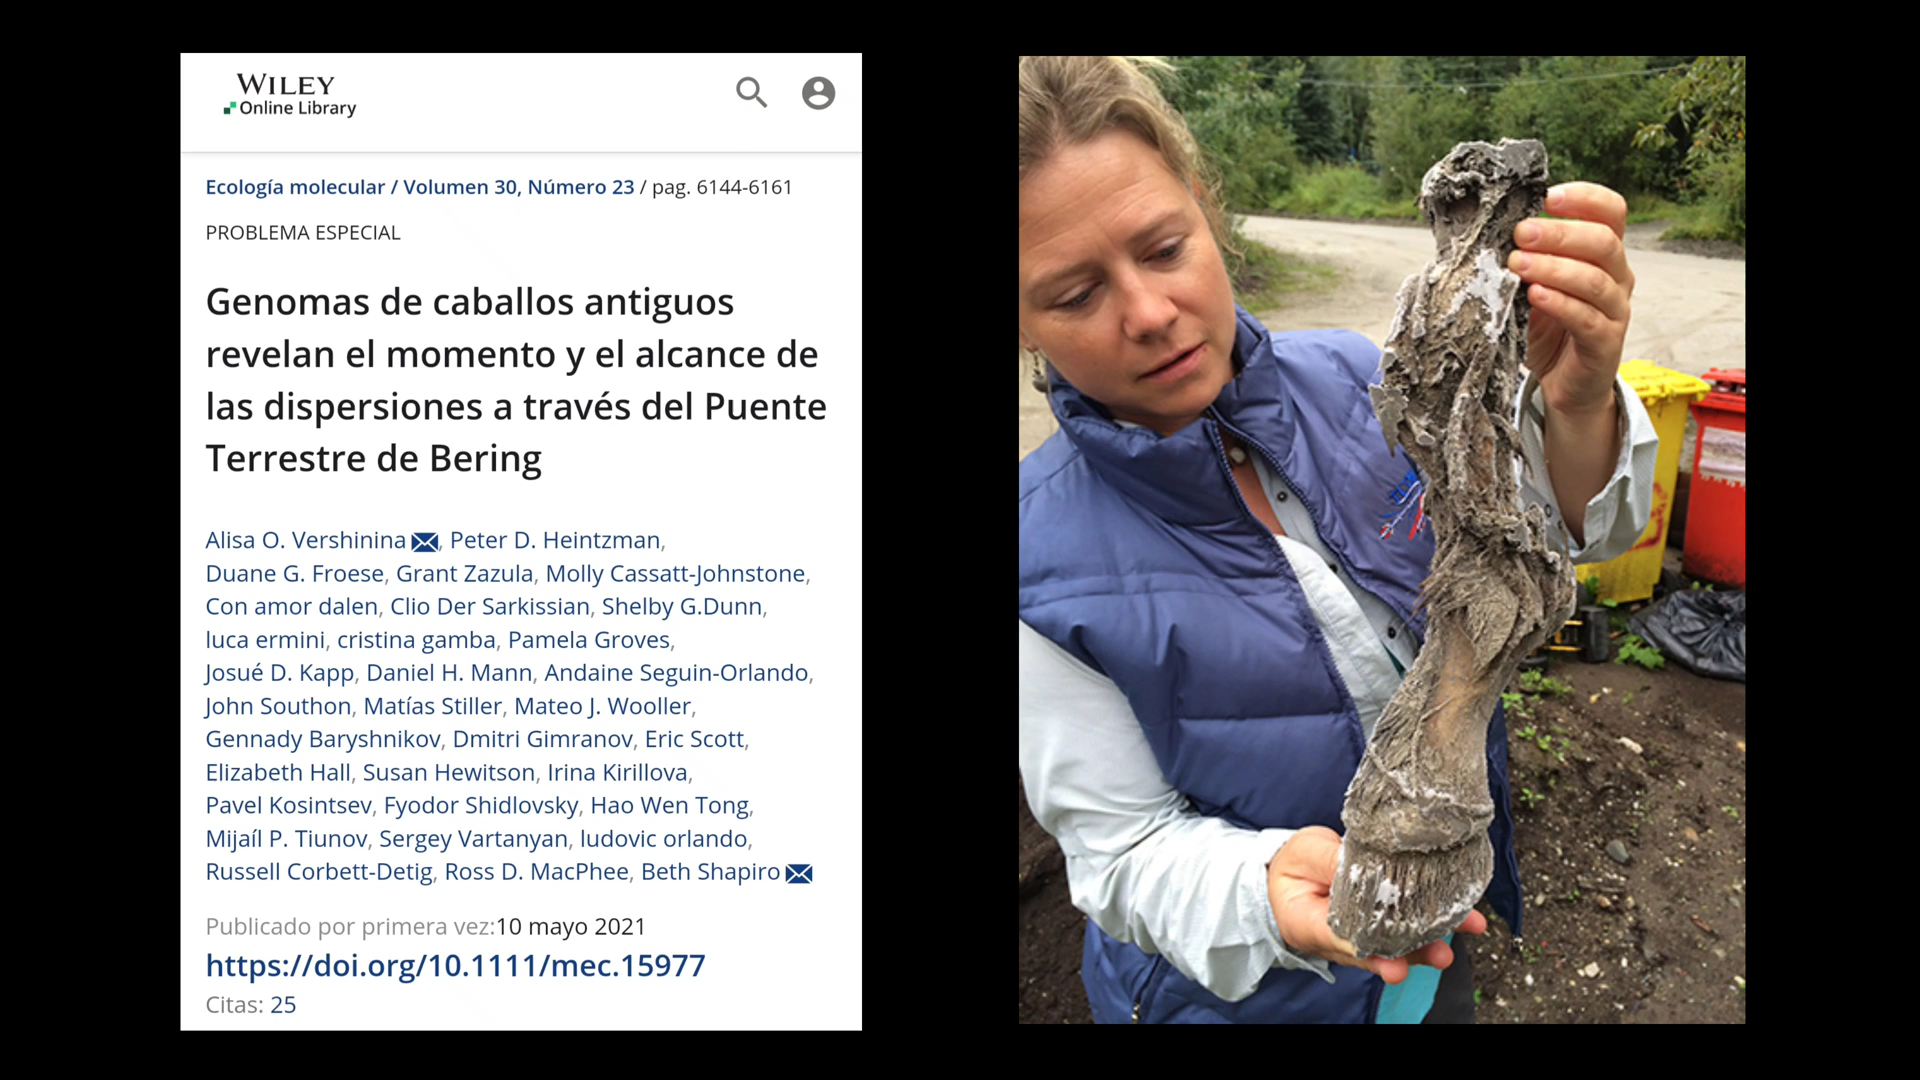 WILEY
Online Library
Ecología molecular / Volumen 30, Número 23 / pag. 6144-6161
PROBLEMA ESPECIAL
Genomas de caballos antiguos
revelan el momento y el alcance de
las dispersiones a través del Puente
Terrestre de Bering
Alisa O. Vershinina, Peter D. Heintzman,
Duane G. Froese, Grant Zazula, Molly Cassatt-Johnstone,
Con amor dalen, Clio Der Sarkissian, Shelby G.Dunn,
luca ermini, cristina gamba, Pamela Groves,
Josué D. Kapp, Daniel H. Mann, Andaine Seguin-Orlando,
John Southon, Matías Stiller, Mateo J. Wooller,
Gennady Baryshnikov, Dmitri Gimranov, Eric Scott,
Elizabeth Hall, Susan Hewitson, Irina Kirillova,
Pavel Kosintsev, Fyodor Shidlovsky, Hao Wen Tong,
Mijaíl P. Tiunov, Sergey Vartanyan, ludovic orlando,
Russell Corbett-Detig, Ross D. MacPhee, Beth Shapiro
Publicado por primera vez:10 mayo 2021
https://doi.org/10.1111/mec.15977
Citas: 25